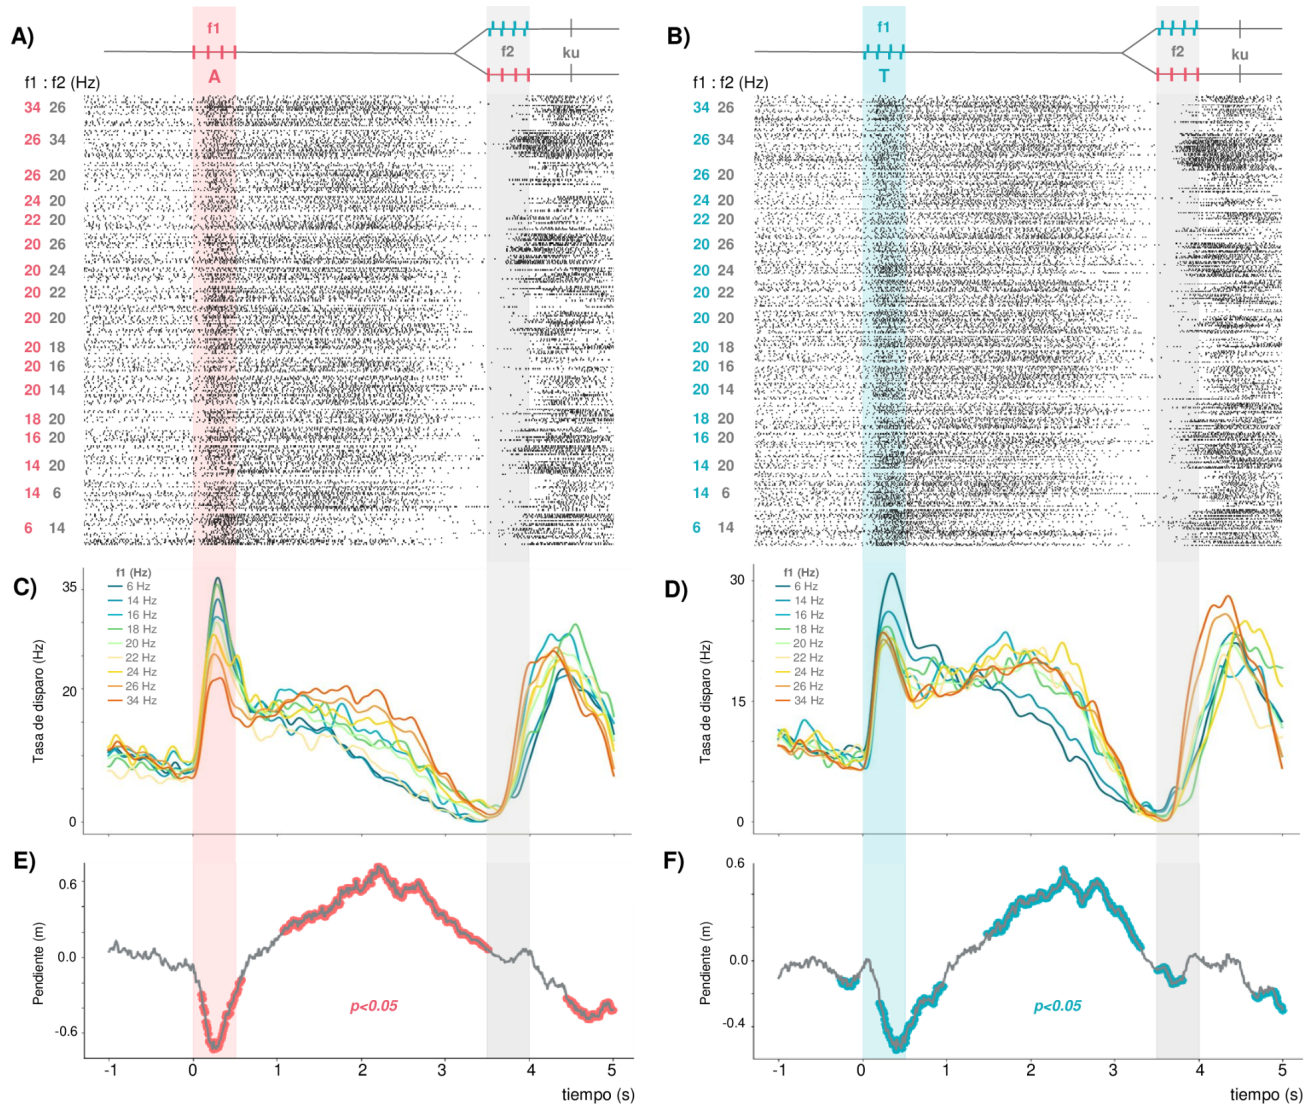 A)
f1
f2
ku
A
f1 : f2 (Hz)
34 26
26 34
26 20
24 20
22 20
20 26
20 24
20 22
20 20
20 18
20 16
20 14
18 20
16 20
14 20
14 6
6 14
B)
f1
f2
ku
T
34 26
26 34
26 20
24 20
22 20
20 26
20 24
20 22
20 20
20 18
20 16
20 14
18 20
16 20
14 20
14 6
6 14
C)
f1 (Hz)
6 Hz
14 Hz
16 Hz
18 Hz
20 Hz
22 Hz
24 Hz
26 Hz
34 Hz
Tasa de disparo (Hz)
35
20
0
D)
f1 (Hz)
6 Hz
14 Hz
16 Hz
18 Hz
20 Hz
22 Hz
24 Hz
26 Hz
34 Hz
Tasa de disparo (Hz)
30
15
0
E)
Pendiente (m)
0.6
0.0
-0.6
p<0.05
-1 0 1 2 3 4 5
tiempo (s)
F)
Pendiente (m)
0.6
0.0
-0.4
p<0.05
-1 0 1 2 3 4 5
tiempo (s)